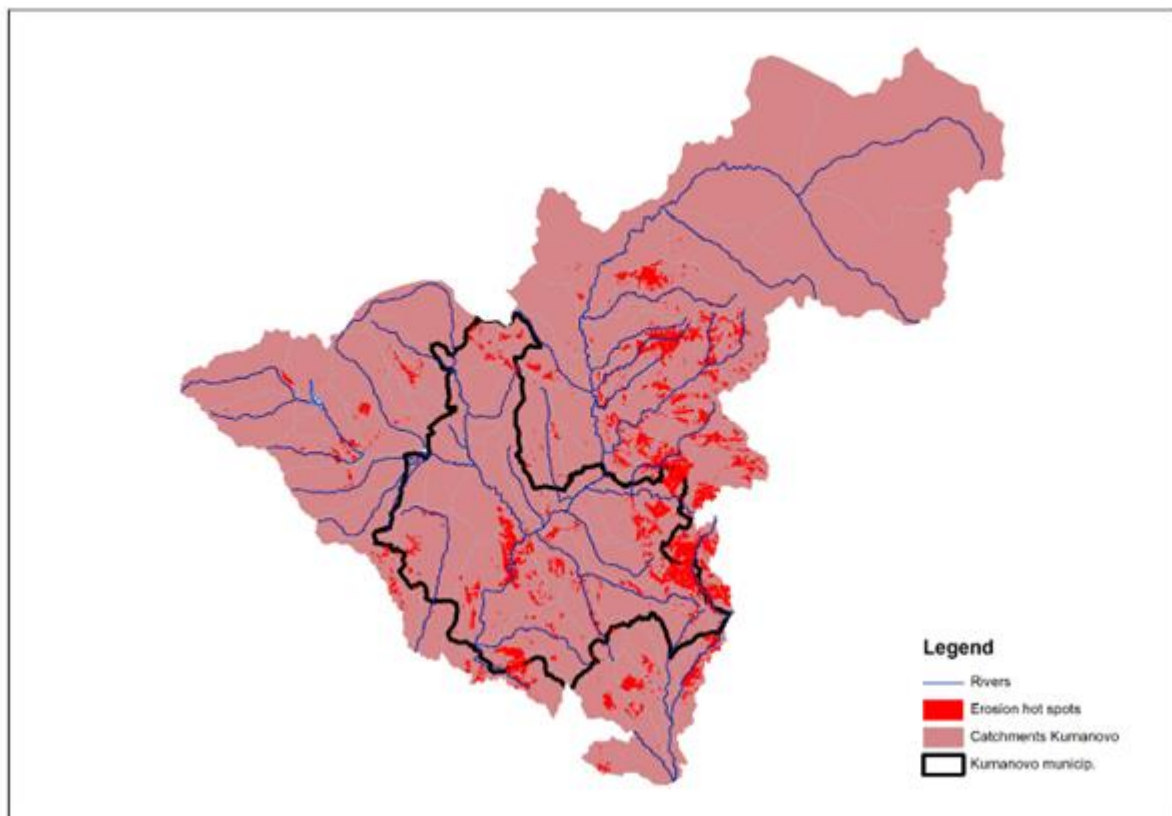 Legend
Rivers
Erosion hot spots
Catchments Kumanovo
Kumanovo municip.